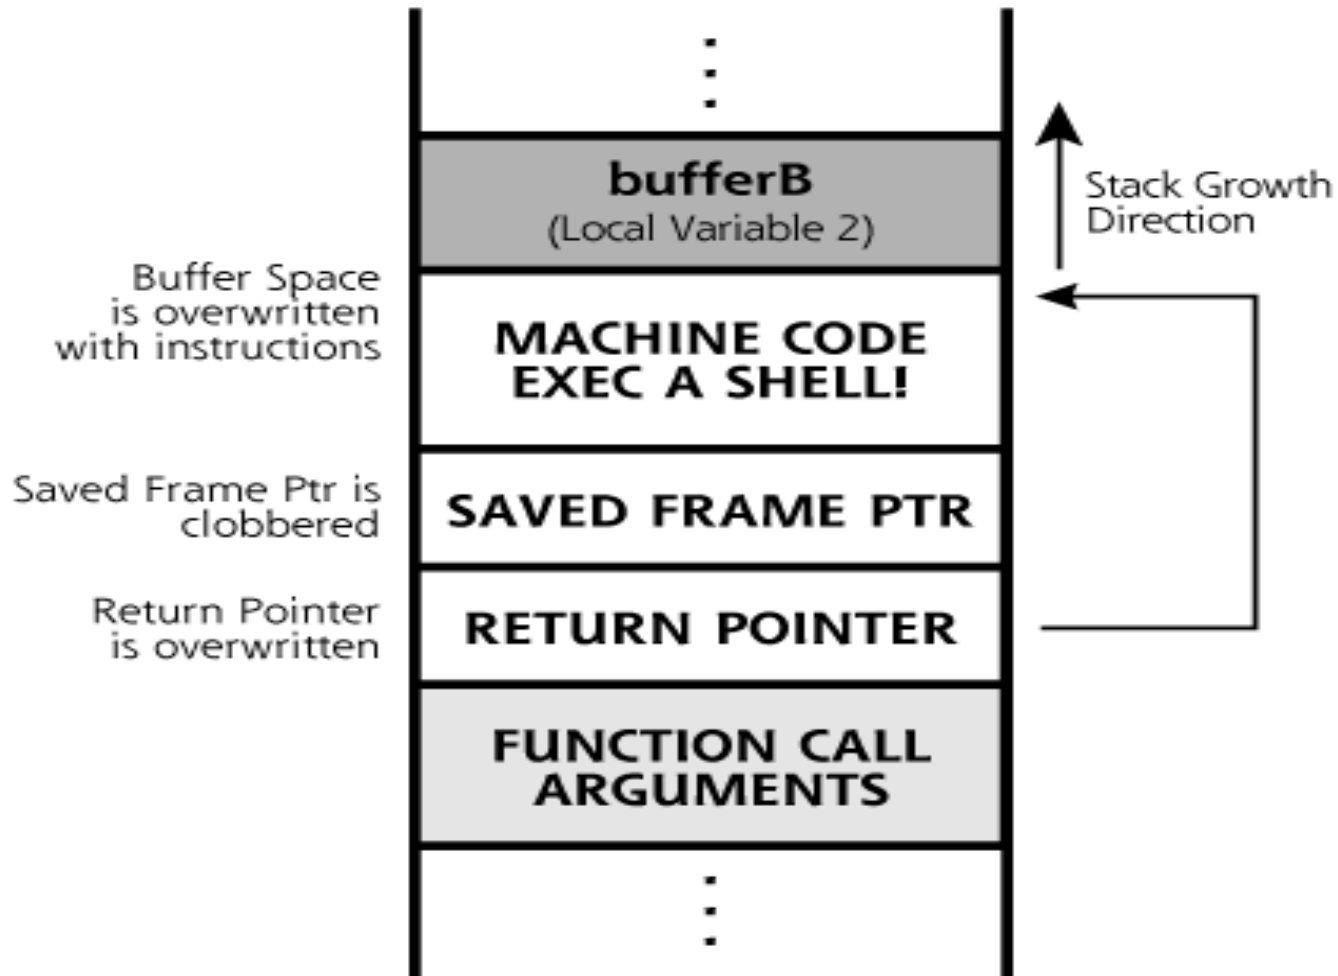 bufferB
(Local Variable 2)
Stack Growth
Direction
Buffer Space
is overwritten
with instructions
MACHINE CODE
EXEC A SHELL!
Saved Frame Ptr is
clobbered
SAVED FRAME PTR
Return Pointer
is overwritten
RETURN POINTER
FUNCTION CALL
ARGUMENTS